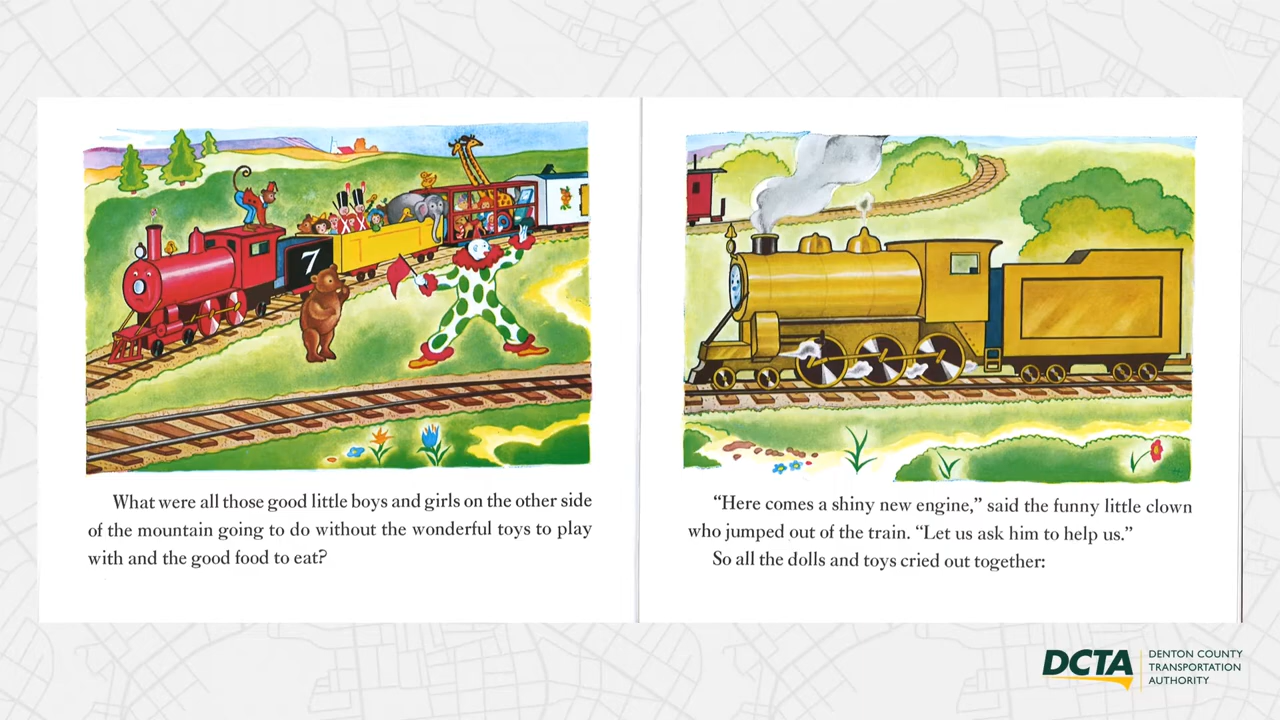 7
What were all those good little boys and girls on the other side
of the mountain going to do without the wonderful toys to play
with and the good food to eat?
“Here comes a shiny new engine,” said the funny little clown
who jumped out of the train. “Let us ask him to help us.”
So all the dolls and toys cried out together:
DCTA
DENTON COUNTY
TRANSPORTATION
AUTHORITY